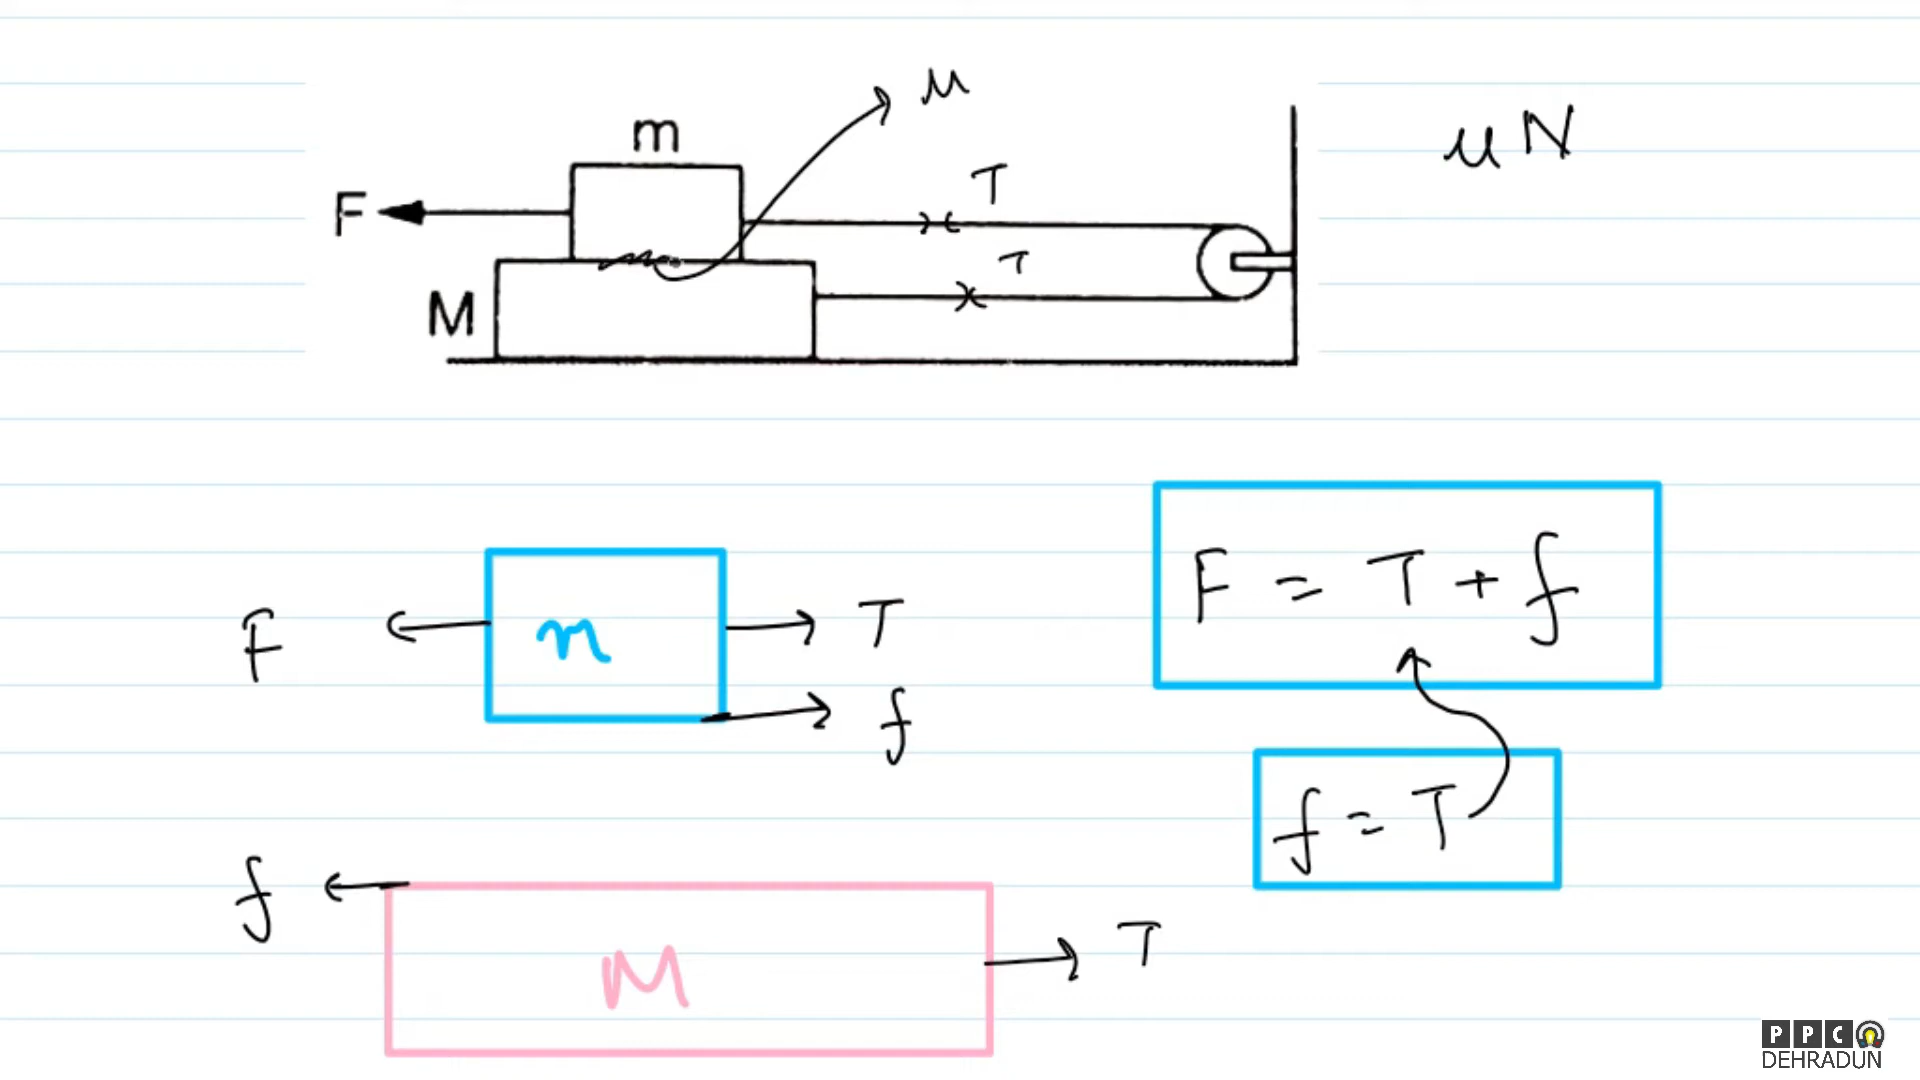 m
μ
μN
F
T
T
M
F
m
T
f
F = T + f
f = T
f
M
T
PPC
DEHRADUN